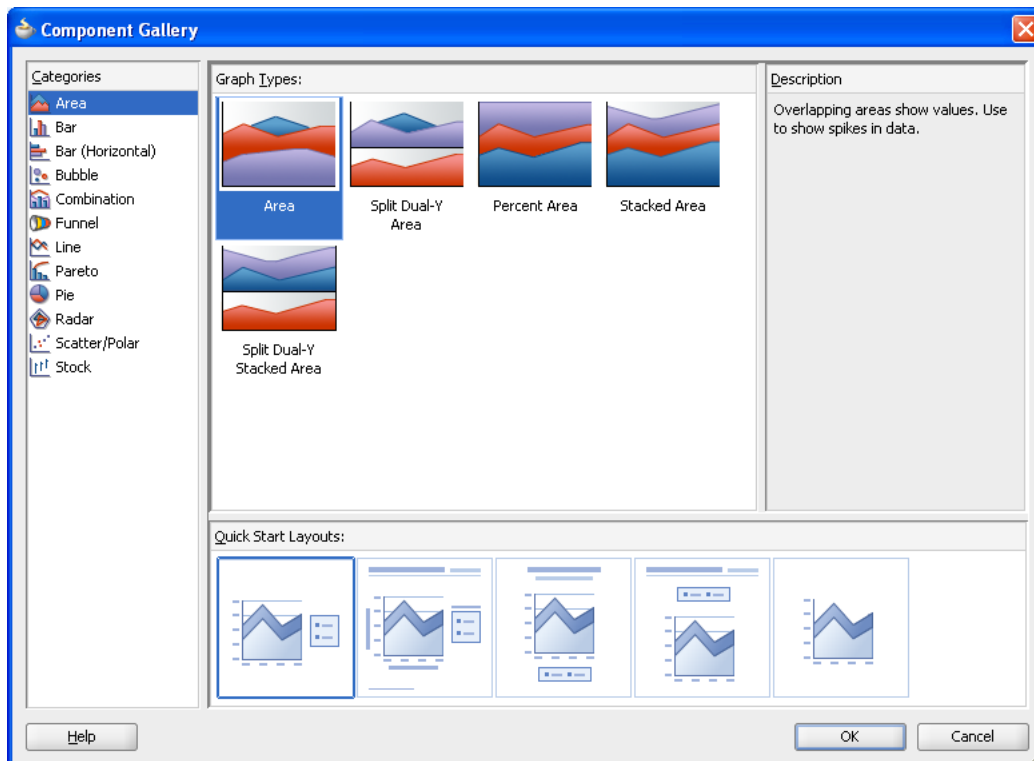 Component Gallery
Categories
Area
Bar
Bar (Horizontal)
Bubble
Combination
Funnel
Line
Pareto
Pie
Radar
Scatter/Polar
Stock
Graph Types:
Area
Split Dual-Y
Area
Percent Area
Stacked Area
Split Dual-Y
Stacked Area
Description
Overlapping areas show values. Use
to show spikes in data.
Quick Start Layouts:
Help
OK
Cancel